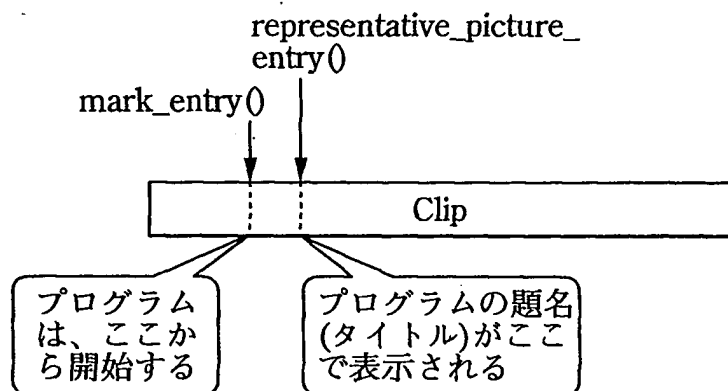 representative_picture_
entry()
mark_entry()
Clip
プログラム
は、ここか
ら開始する
プログラムの題名
(タイトル)がここ
で表示される